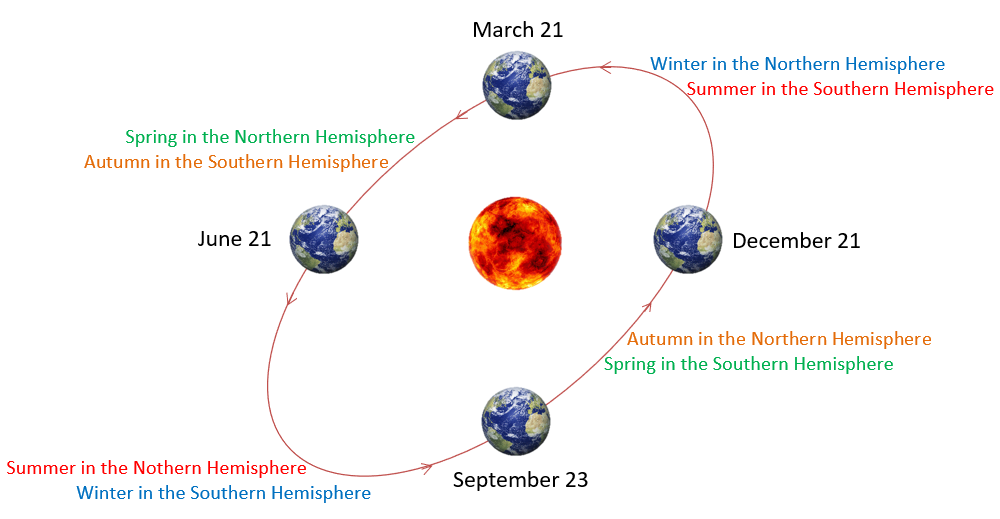 March 21
Winter in the Northern Hemisphere
Summer in the Southern Hemisphere
Spring in the Northern Hemisphere
Autumn in the Southern Hemisphere
June 21
December 21
Autumn in the Northern Hemisphere
Spring in the Southern Hemisphere
Summer in the Nothern Hemisphere
Winter in the Southern Hemisphere
September 23